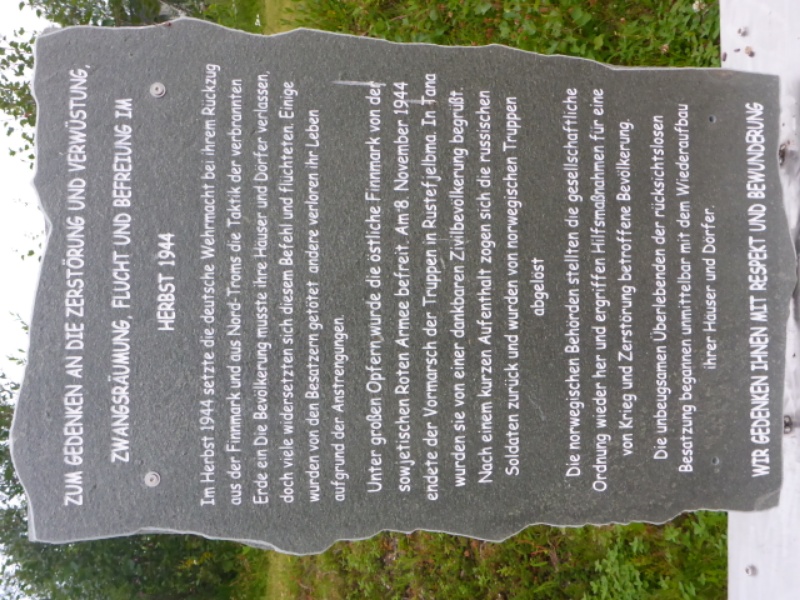 ZUM GEDENKEN AN DIE ZERSTÖRUNG UND VERWÜSTUNG,
ZWANGSRÄUMUNG, FLUCHT UND BEFREIUNG IM
HERBST 1944
Im Herbst 1944 setzte die deutsche Wehrmacht bei ihrem Rückzug
aus der Finnmark und aus Nord-Troms die Taktik der verbrannten
Erde ein Die Bevölkerung musste ihre Häuser und Dörfer verlassen,
doch viele widersetzten sich diesem Befehl und flüchteten. Einige
wurden von den Besatzern getötet andere verloren ihr Leben
aufgrund der Anstrengungen.
Unter großen Opfern wurde die östliche Finnmark von der
sowjetischen Roten Armee befreit. Am 8. November 1944
endete der Vormarsch der Truppen in Rustefjelbma. In Tana
wurden sie von einer dankbaren Zivilbevölkerung begrüßt.
Nach einem kurzen Aufenthalt zogen sich die russischen
Soldaten zurück und wurden von norwegischen Truppen
abgelöst
Die norwegischen Behörden stellten die gesellschaftliche
Ordnung wieder her und ergriffen Hilfsmaßnahmen für eine
von Krieg und Zerstörung betroffene Bevölkerung.
Die unbeugsamen Überlebenden der rücksichtslosen
Besatzung begannen unmittelbar mit dem Wiederaufbau
ihrer Häuser und Dörfer.
WIR GEDENKEN IHNEN MIT RESPEKT UND BEWUNDERUNG